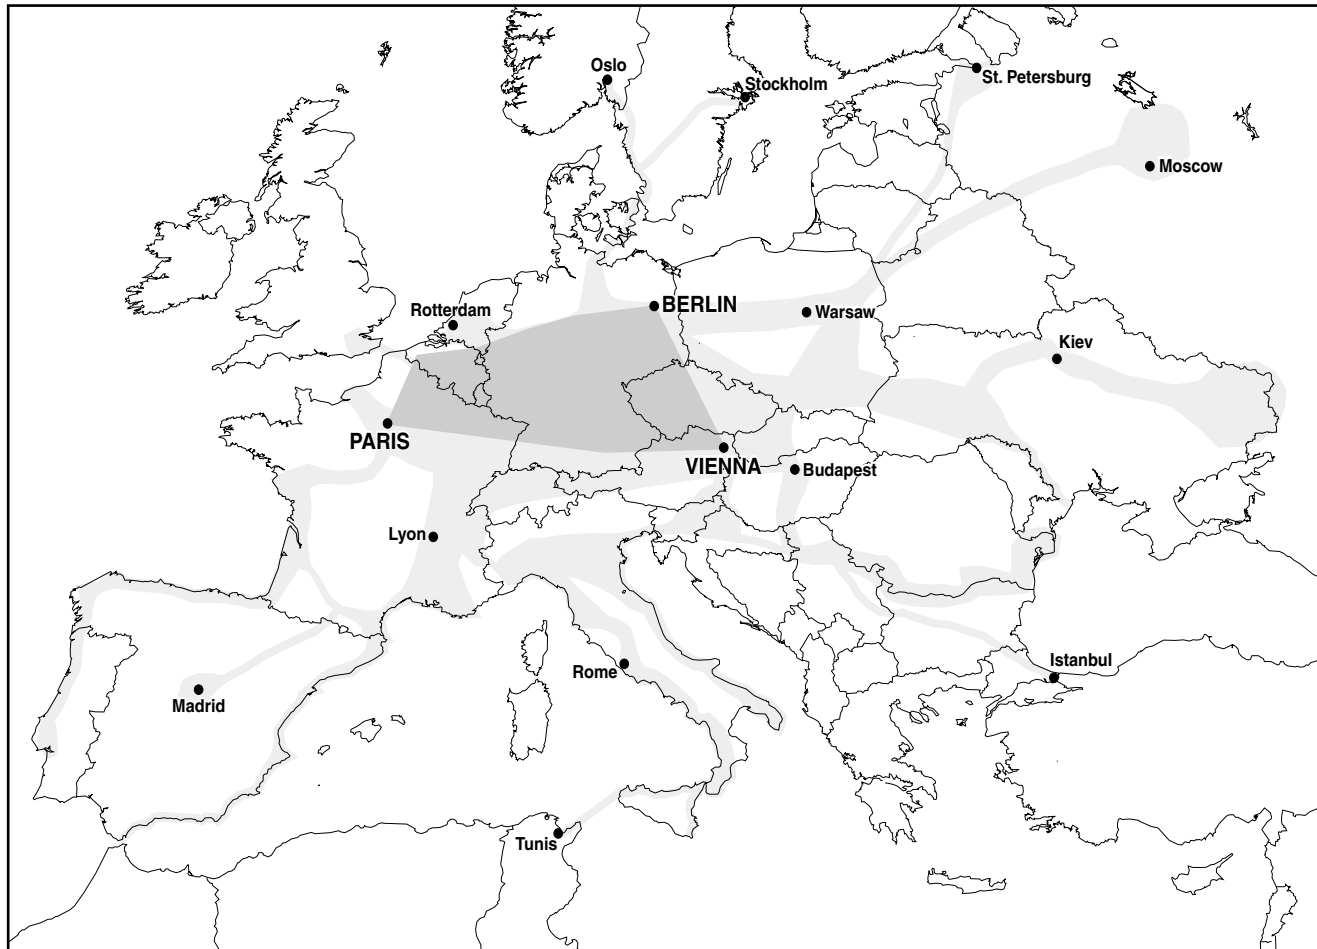 Oslo
Stockholm
St. Petersburg
Moscow
Rotterdam
BERLIN
Warsaw
Kiev
PARIS
VIENNA
Budapest
Lyon
Istanbul
Rome
Madrid
Tunis